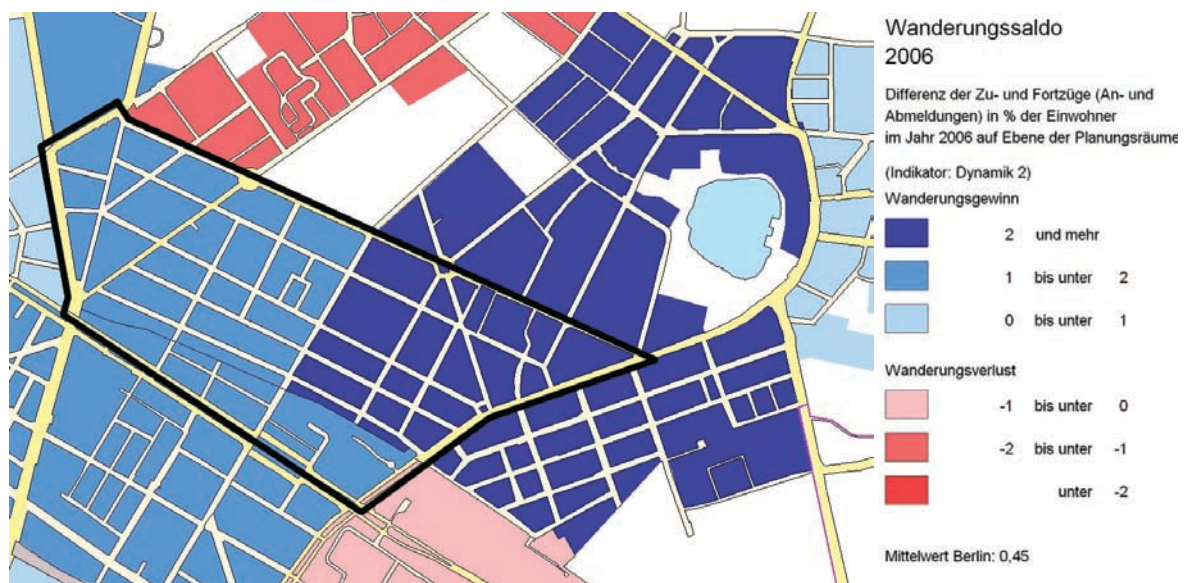 Wanderungssaldo
2006
Differenz der Zu- und Fortzüge (An- und
Abmeldungen) in % der Einwohner
im Jahr 2006 auf Ebene der Planungsräume
(Indikator: Dynamik 2)
Wanderungsgewinn
2 und mehr
1 bis unter 2
0 bis unter 1
Wanderungsverlust
-1 bis unter 0
-2 bis unter -1
unter -2
Mittelwert Berlin: 0,45